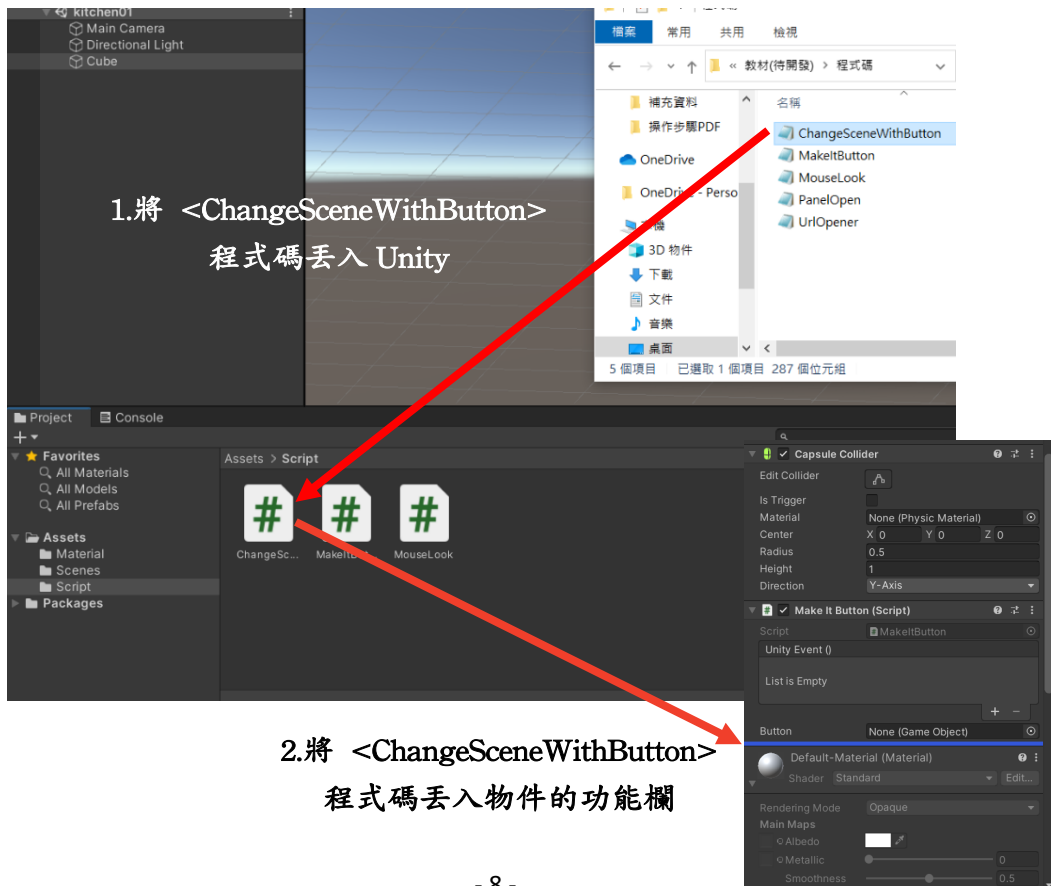 kitchen01
Main Camera
Directional Light
Cube
檔案 常用 共用 檢視
« 教材(待開發) > 程式碼
補充資料
操作步驟PDF
OneDrive
OneDrive - Perso
3D 物件
下載
文件
音樂
桌面
名稱
ChangeSceneWithButton
MakeItButton
MouseLook
PanelOpen
UrlOpener
5 個項目 已選取 1 個項目 287 個位元組
1.將 <ChangeSceneWithButton>
程式碼丟入 Unity
Project Console
Favorites
All Materials
All Models
All Prefabs
Assets
Material
Scenes
Script
Packages
Assets > Script
ChangeSc... MakeItBut... MouseLook
Capsule Collider
Edit Collider
Is Trigger
Material None (Physic Material)
Center X 0 Y 0 Z 0
Radius 0.5
Height 1
Direction Y-Axis
Make It Button (Script)
Script MakeItButton
Unity Event ()
List is Empty
+ −
Button None (Game Object)
Default-Material (Material)
Shader Standard Edit...
Rendering Mode Opaque
Main Maps
Albedo
Metallic 0
Smoothness 0.5
2.將 <ChangeSceneWithButton>
程式碼丟入物件的功能欄